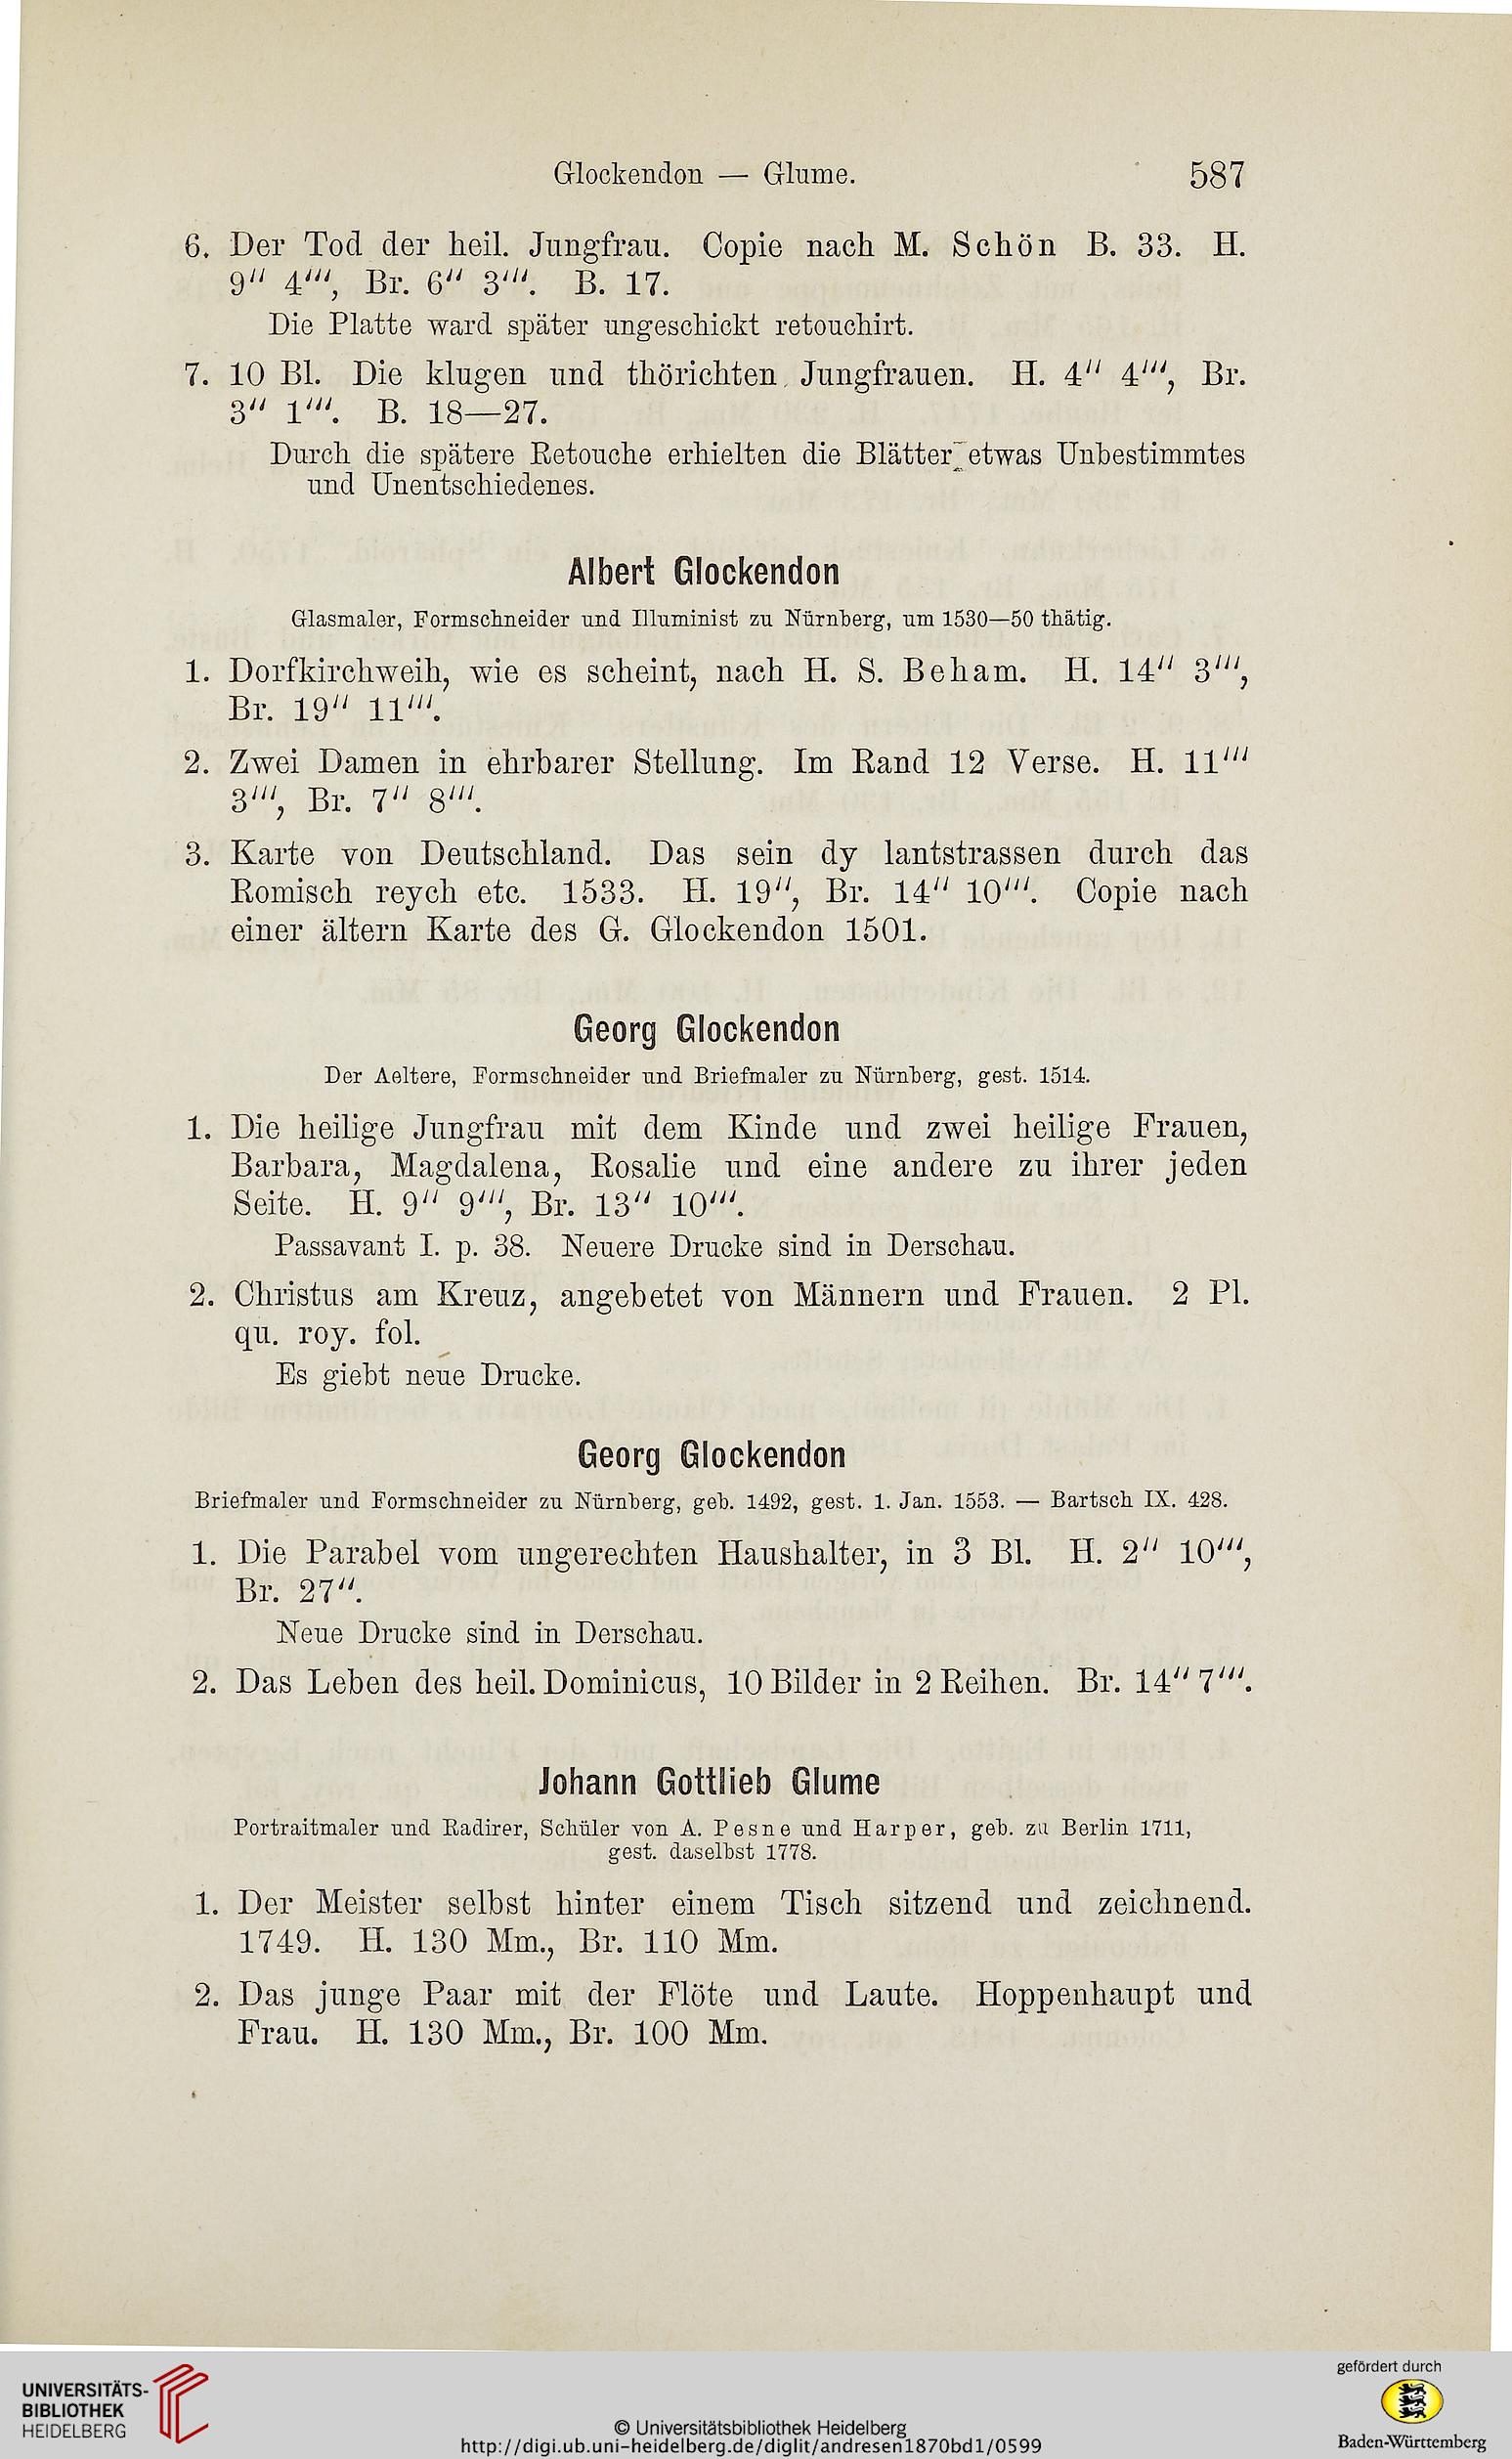 Glockendon — Glume. 587
6. Der Tod der heil. Jungfrau. Copie nach M. Schön B. 33. H.
9" 4"', Br. 6" 3"'. B. 17.
Die Platte ward später ungeschickt retouchirt.
7. 10 Bl. Die klugen und thörichten Jungfrauen. H. 4" 4"', Br.
3" 1"'. B. 18—27.
Durch die spätere Retouche erhielten die Blätter etwas Unbestimmtes
und Unentschiedenes.
Albert Glockendon
Glasmaler, Formschneider und Illuminist zu Nürnberg, um 1530—50 thätig.
1. Dorfkirchweih, wie es scheint, nach H. S. Beham. H. 14" 3"',
Br. 19" 11"'.
2. Zwei Damen in ehrbarer Stellung. Im Rand 12 Verse. H. 11"'
3"', Br. 7" 8"'.
3. Karte von Deutschland. Das sein dy lantstrassen durch das
Romisch reych etc. 1533. H. 19", Br. 14" 10"'. Copie nach
einer ältern Karte des G. Glockendon 1501.
Georg Glockendon
Der Aeltere, Formschneider und Briefmaler zu Nürnberg, gest. 1514.
1. Die heilige Jungfrau mit dem Kinde und zwei heilige Frauen,
Barbara, Magdalena, Rosalie und eine andere zu ihrer jeden
Seite. H. 9" 9"', Br. 13" 10"'.
Passavant I. p. 38. Neuere Drucke sind in Derschau.
2. Christus am Kreuz, angebetet von Männern und Frauen. 2 Pl.
qu. roy. fol.
Es giebt neue Drucke.
Georg Glockendon
Briefmaler und Formschneider zu Nürnberg, geb. 1492, gest. 1. Jan. 1553. — Bartsch IX. 428.
1. Die Parabel vom ungerechten Haushalter, in 3 Bl. H. 2" 10"',
Br. 27".
Neue Drucke sind in Derschau.
2. Das Leben des heil. Dominicus, 10 Bilder in 2 Reihen. Br. 14" 7"'.
Johann Gottlieb Glume
Portraitmaler und Radirer, Schüler von A. Pesne und Harper, geb. zu Berlin 1711,
gest. daselbst 1778.
1. Der Meister selbst hinter einem Tisch sitzend und zeichnend.
1749. H. 130 Mm., Br. 110 Mm.
2. Das junge Paar mit der Flöte und Laute. Hoppenhaupt und
Frau. H. 130 Mm., Br. 100 Mm.
UNIVERSITÄTS-
BIBLIOTHEK
HEIDELBERG
© Universitätsbibliothek Heidelberg
http://digi.ub.uni-heidelberg.de/diglit/andresen1870bd1/0599
gefördert durch
Baden-Württemberg